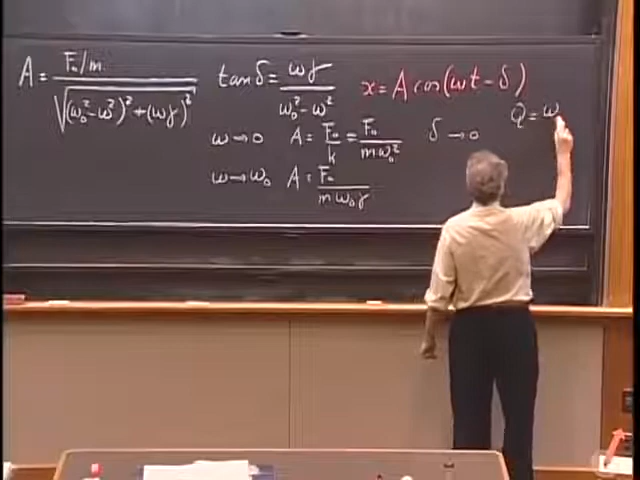 A = F₀/m / √((ω₀²-ω²)² + (ωγ)²)
tan δ = ωγ / ω₀²-ω²
x = A cos(ωt - δ)
Q = ω
ω → 0 A = F₀/k = F₀/mω₀² δ → 0
ω → ω₀ A = F₀/mω₀γ